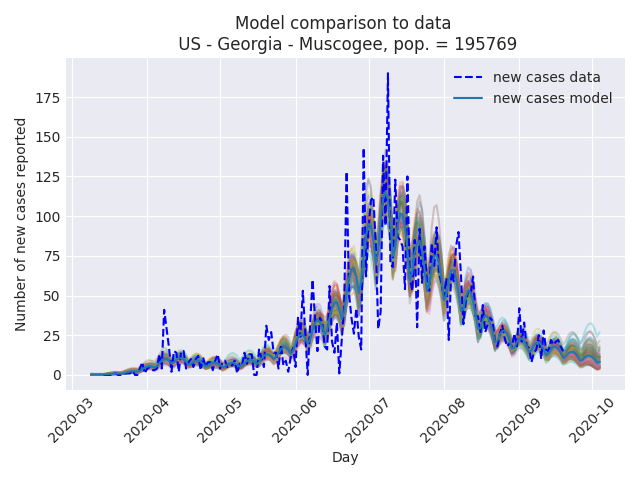 Model comparison to data
US - Georgia - Muscogee, pop. = 195769
new cases data
new cases model
Number of new cases reported
175
150
125
100
75
50
25
0
2020-03
2020-04
2020-05
2020-06
2020-07
2020-08
2020-09
2020-10
Day